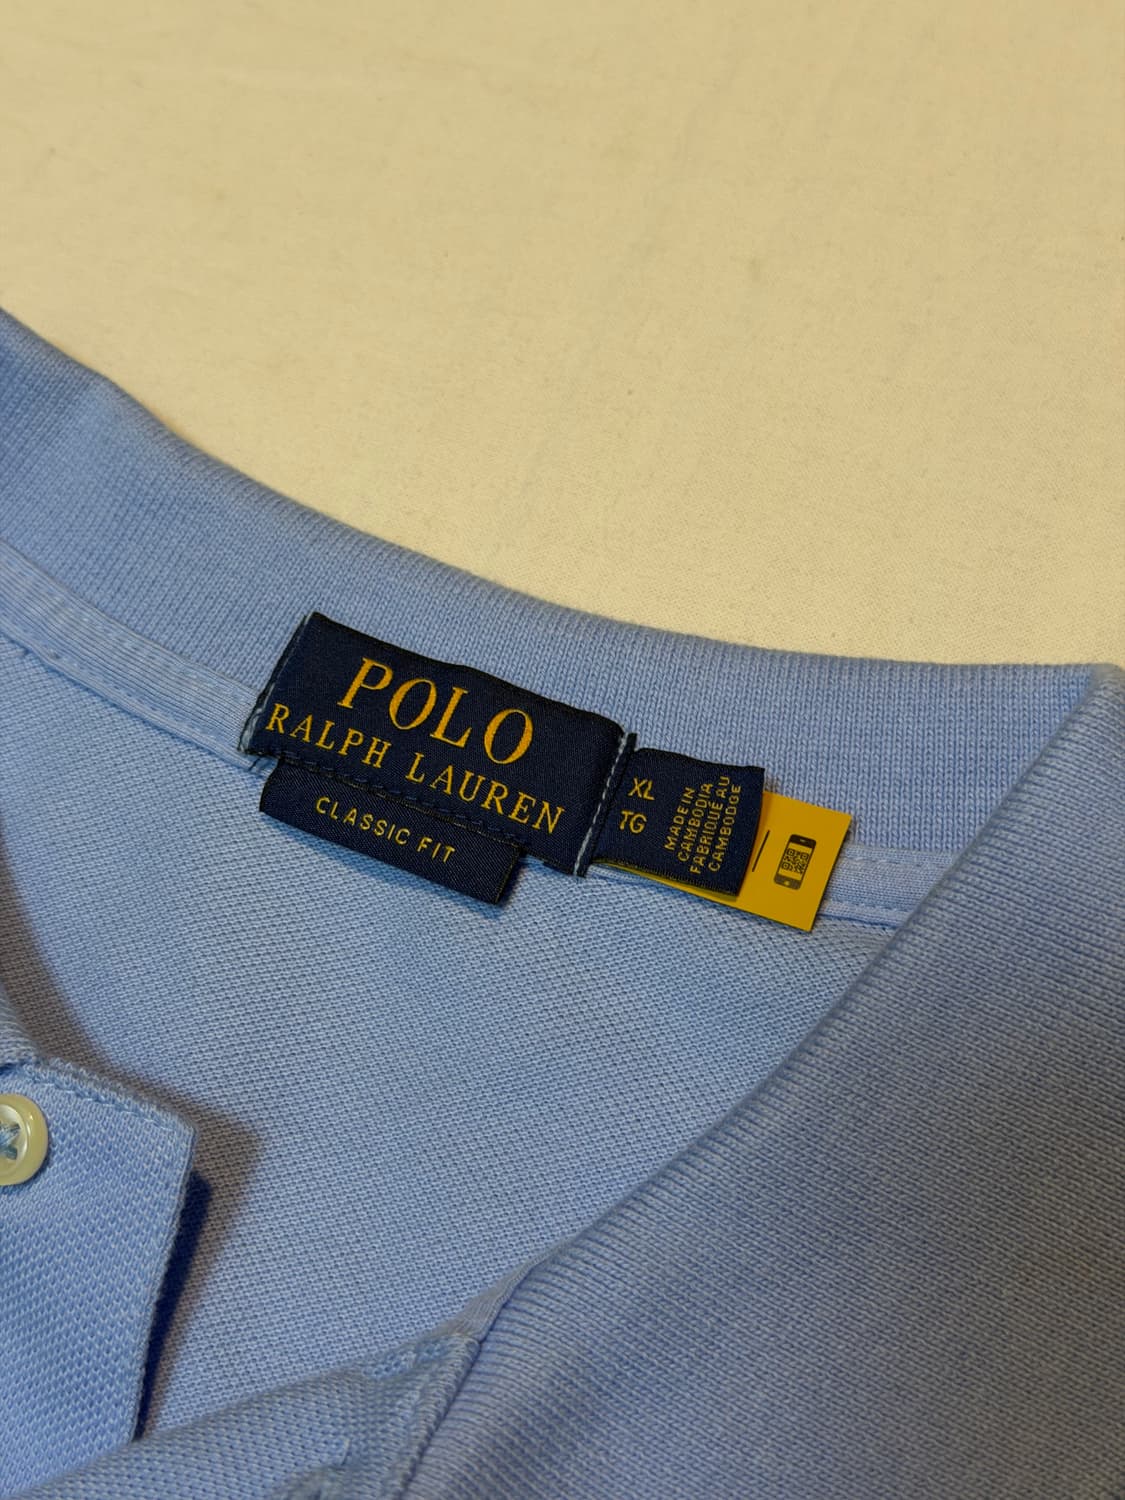 POLO
RALPH LAUREN
CLASSIC FIT
XL
TG
MADE IN
CAMBODIA
FABRIQUÉ AU
CAMBODGE